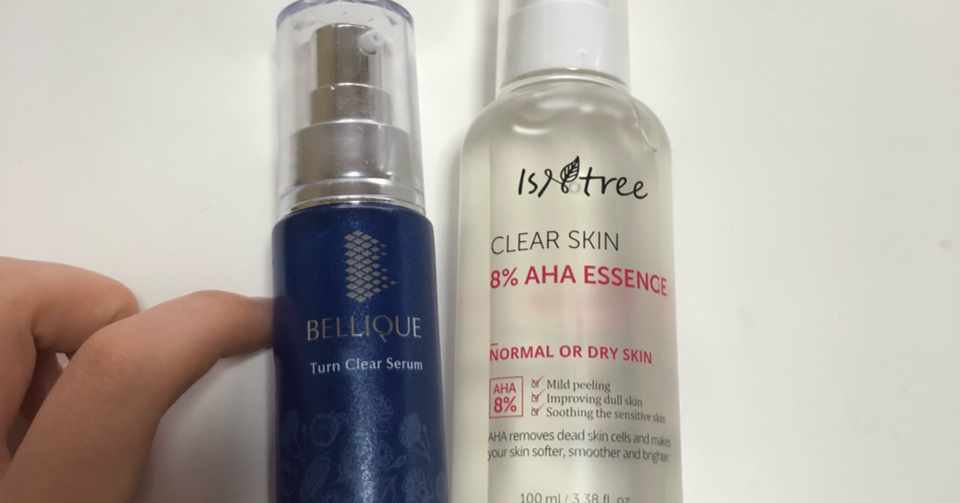 BELLIQUE
Turn Clear Serum
Isntree
CLEAR SKIN
8% AHA ESSENCE
NORMAL OR DRY SKIN
AHA
8%
Mild peeling
Improving dull skin
Soothing the sensitive skin
AHA removes dead skin cells and makes
your skin softer, smoother and brighter
100 ml / 3.38 fl. oz